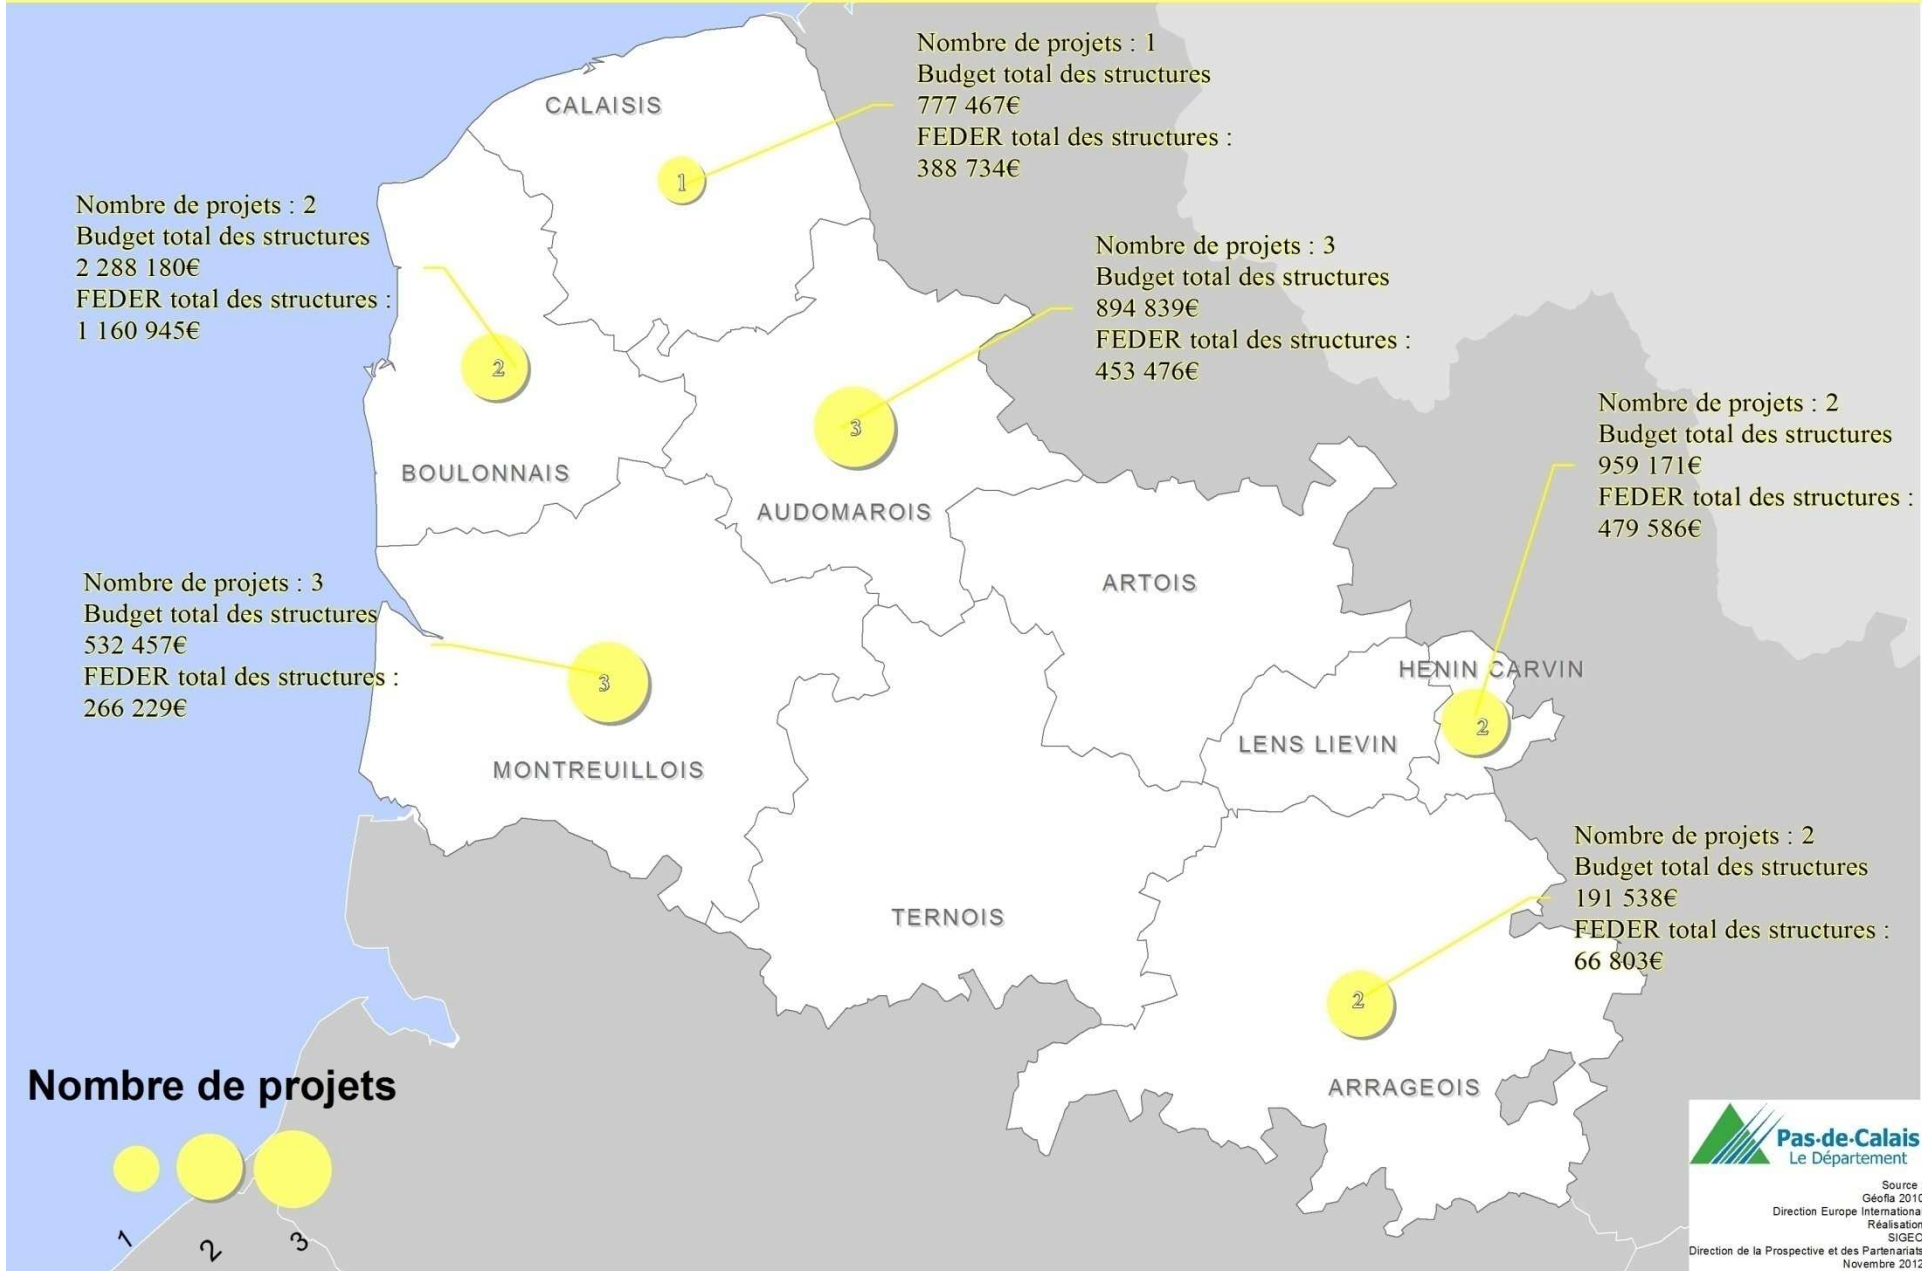 Nombre de projets : 1
Budget total des structures
777 467€
FEDER total des structures :
388 734€
CALAISIS
1
Nombre de projets : 2
Budget total des structures
2 288 180€
FEDER total des structures :
1 160 945€
2
BOULONNAIS
Nombre de projets : 3
Budget total des structures
894 839€
FEDER total des structures :
453 476€
3
AUDOMAROIS
Nombre de projets : 2
Budget total des structures
959 171€
FEDER total des structures :
479 586€
ARTOIS
HENIN CARVIN
2
LENS LIEVIN
Nombre de projets : 3
Budget total des structures
532 457€
FEDER total des structures :
266 229€
3
MONTREUILLOIS
TERNOIS
Nombre de projets : 2
Budget total des structures
191 538€
FEDER total des structures :
66 803€
2
ARRAGEOIS
Nombre de projets
1
2
3
Pas-de-Calais
Le Département
Source
Géofla 2010
Direction Europe Internationa
Réalisation
SIGEO
Direction de la Prospective et des Partenariats
Novembre 2012